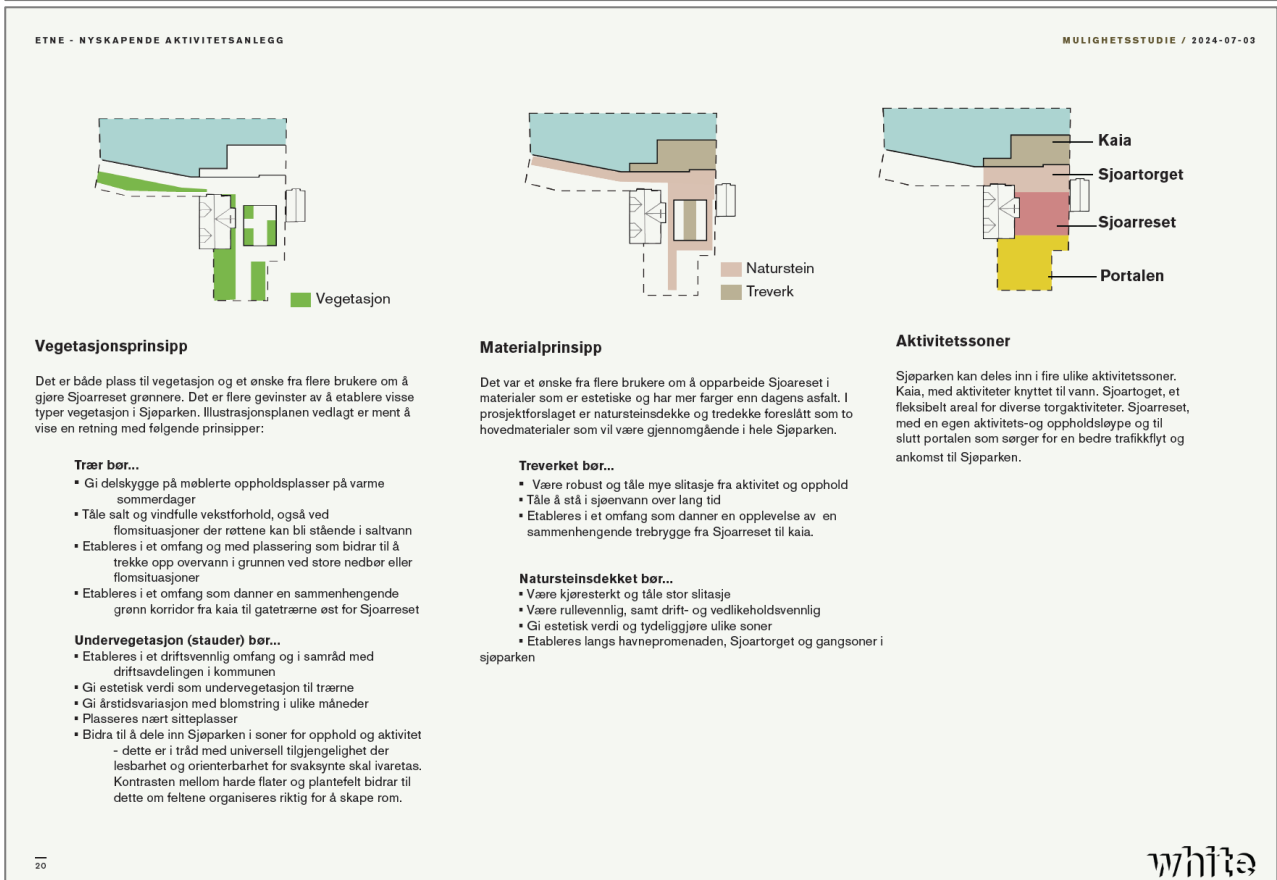 ETNE - NYSKAPENDE AKTIVITETSANLEGG
MULIGHETSSTUDIE / 2024-07-03
Vegetasjon
Naturstein
Treverk
Kaia
Sjoartorget
Sjoarreset
Portalen
Vegetasjonsprinsipp
Det er både plass til vegetasjon og et ønske fra flere brukere om å
gjøre Sjoarreset grønnere. Det er flere gevinster av å etablere visse
typer vegetasjon i Sjøparken. Illustrasjonsplanen vedlagt er ment å
vise en retning med følgende prinsipper:
Trær bør...
▪ Gi delskygge på møblerte oppholdsplasser på varme
sommerdager
▪ Tåle salt og vindfulle vekstforhold, også ved
flomsituasjoner der røttene kan bli stående i saltvann
▪ Etableres i et omfang og med plassering som bidrar til å
trekke opp overvann i grunnen ved store nedbør eller
flomsituasjoner
▪ Etableres i et omfang som danner en sammenhengende
grønn korridor fra kaia til gatetrærne øst for Sjoarreset
Undervegetasjon (stauder) bør...
▪ Etableres i et driftsvennlig omfang og i samråd med
driftsavdelingen i kommunen
▪ Gi estetisk verdi som undervegetasjon til trærne
▪ Gi årstidsvariasjon med blomstring i ulike måneder
▪ Plasseres nært sitteplasser
▪ Bidra til å dele inn Sjøparken i soner for opphold og aktivitet
- dette er i tråd med universell tilgjengelighet der
lesbarhet og orienterbarhet for svaksynte skal ivaretas.
Kontrasten mellom harde flater og plantefelt bidrar til
dette om feltene organiseres riktig for å skape rom.
Materialprinsipp
Det var et ønske fra flere brukere om å opparbeide Sjoareset i
materialer som er estetiske og har mer farger enn dagens asfalt. I
prosjektforslaget er natursteinsdekke og tredekke foreslått som to
hovedmaterialer som vil være gjennomgående i hele Sjøparken.
Treverket bør...
▪ Være robust og tåle mye slitasje fra aktivitet og opphold
▪ Tåle å stå i sjøenvann over lang tid
▪ Etableres i et omfang som danner en opplevelse av en
sammenhengende trebrygge fra Sjoarreset til kaia.
Natursteinsdekket bør...
▪ Være kjøresterkt og tåle stor slitasje
▪ Være rullevennlig, samt drift- og vedlikeholdsvennlig
▪ Gi estetisk verdi og tydeliggjøre ulike soner
▪ Etableres langs havnepromenaden, Sjoartorget og gangsoner i
sjøparken
Aktivitetssoner
Sjøparken kan deles inn i fire ulike aktivitetssoner.
Kaia, med aktiviteter knyttet til vann. Sjoartoget, et
fleksibelt areal for diverse torgaktiviteter. Sjoarreset,
med en egen aktivitets-og oppholdsløype og til
slutt portalen som sørger for en bedre trafikkflyt og
ankomst til Sjøparken.
20
white